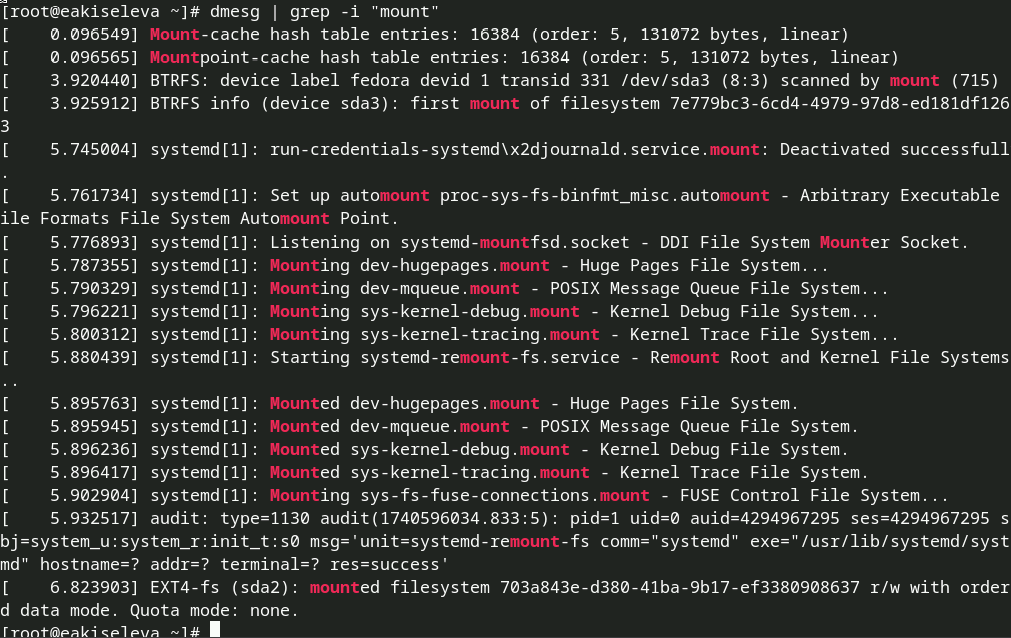 [root@eakiseleva ~]# dmesg | grep -i "mount"
[    0.096549] Mount-cache hash table entries: 16384 (order: 5, 131072 bytes, linear)
[    0.096565] Mountpoint-cache hash table entries: 16384 (order: 5, 131072 bytes, linear)
[    3.920440] BTRFS: device label fedora devid 1 transid 331 /dev/sda3 (8:3) scanned by mount (715)
[    3.925912] BTRFS info (device sda3): first mount of filesystem 7e779bc3-6cd4-4979-97d8-ed181df126
3
[    5.745004] systemd[1]: run-credentials-systemd\x2djournald.service.mount: Deactivated successfull
.
[    5.761734] systemd[1]: Set up automount proc-sys-fs-binfmt_misc.automount - Arbitrary Executable
ile Formats File System Automount Point.
[    5.776893] systemd[1]: Listening on systemd-mountfsd.socket - DDI File System Mounter Socket.
[    5.787355] systemd[1]: Mounting dev-hugepages.mount - Huge Pages File System...
[    5.790329] systemd[1]: Mounting dev-mqueue.mount - POSIX Message Queue File System...
[    5.796221] systemd[1]: Mounting sys-kernel-debug.mount - Kernel Debug File System...
[    5.800312] systemd[1]: Mounting sys-kernel-tracing.mount - Kernel Trace File System...
[    5.880439] systemd[1]: Starting systemd-remount-fs.service - Remount Root and Kernel File Systems
..
[    5.895763] systemd[1]: Mounted dev-hugepages.mount - Huge Pages File System.
[    5.895945] systemd[1]: Mounted dev-mqueue.mount - POSIX Message Queue File System.
[    5.896236] systemd[1]: Mounted sys-kernel-debug.mount - Kernel Debug File System.
[    5.896417] systemd[1]: Mounted sys-kernel-tracing.mount - Kernel Trace File System.
[    5.902904] systemd[1]: Mounting sys-fs-fuse-connections.mount - FUSE Control File System...
[    5.932517] audit: type=1130 audit(1740596034.833:5): pid=1 uid=0 auid=4294967295 ses=4294967295 s
bj=system_u:system_r:init_t:s0 msg='unit=systemd-remount-fs comm="systemd" exe="/usr/lib/systemd/syst
md" hostname=? addr=? terminal=? res=success'
[    6.823903] EXT4-fs (sda2): mounted filesystem 703a843e-d380-41ba-9b17-ef3380908637 r/w with order
d data mode. Quota mode: none.
[root@eakiseleva ~]#